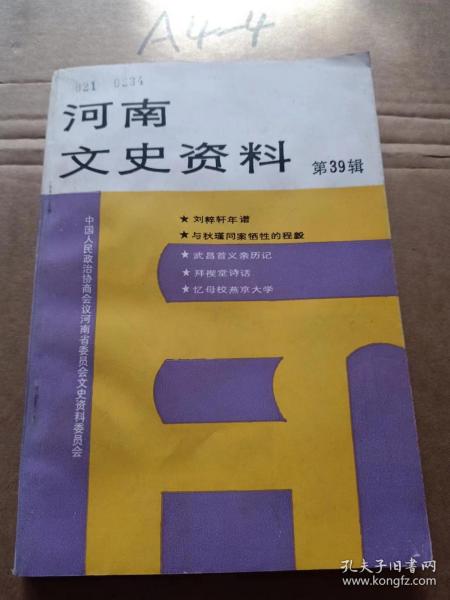 A4-4
021 0234
河南
文史资料
第39辑
★ 刘粹轩年谱
★ 与秋瑾同案牺牲的程毅
★ 武昌首义亲历记
★ 拜揆堂诗话
★ 忆母校燕京大学
中国人民政治协商会议河南省委员会文史资料委员会
孔夫子旧书网
www.kongfz.com